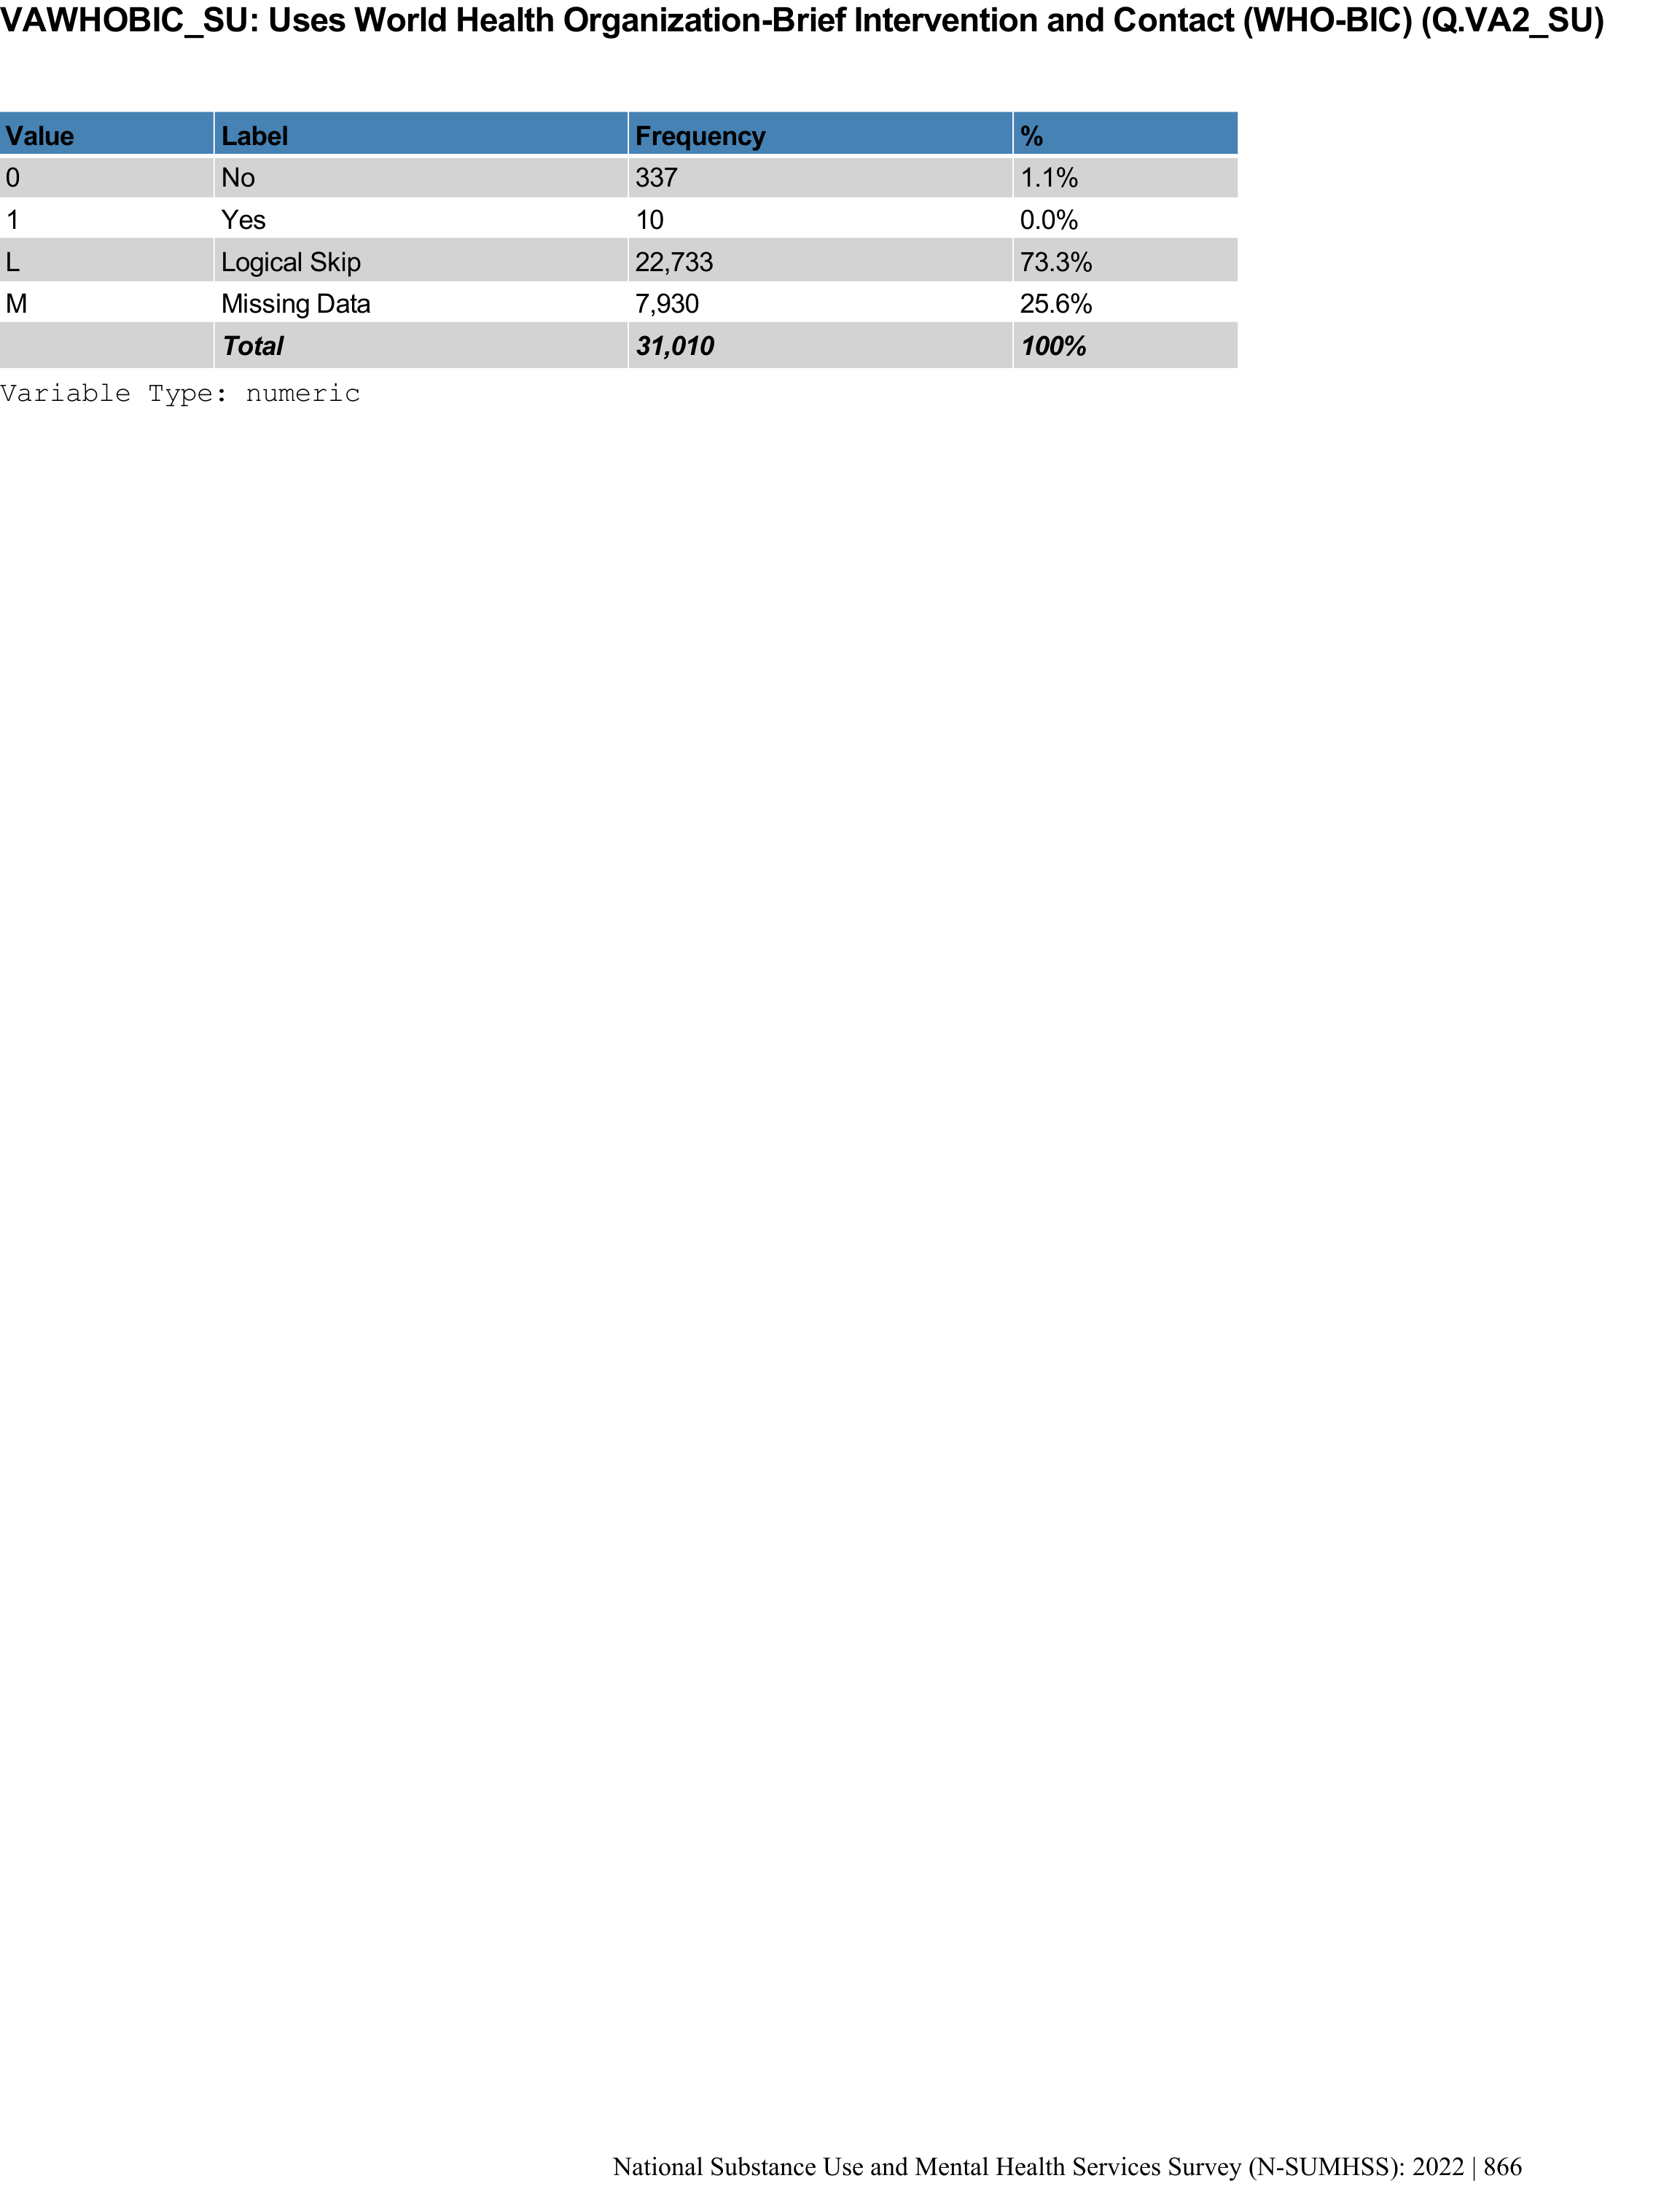 VAWHOBIC_SU: Uses World Health Organization-Brief Intervention and Contact (WHO-BIC) (Q.VA2_SU)
Value Label Frequency %
0 No 337 1.1%
1 Yes 10 0.0%
L Logical Skip 22,733 73.3%
M Missing Data 7,930 25.6%
Total 31,010 100%
Variable Type: numeric
National Substance Use and Mental Health Services Survey (N-SUMHSS): 2022 | 866